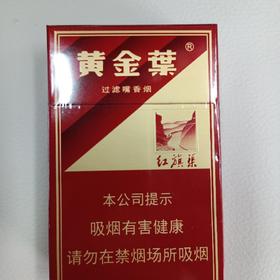 黄金葉®
过滤嘴香烟
红旗渠
本公司提示
吸烟有害健康
请勿在禁烟场所吸烟